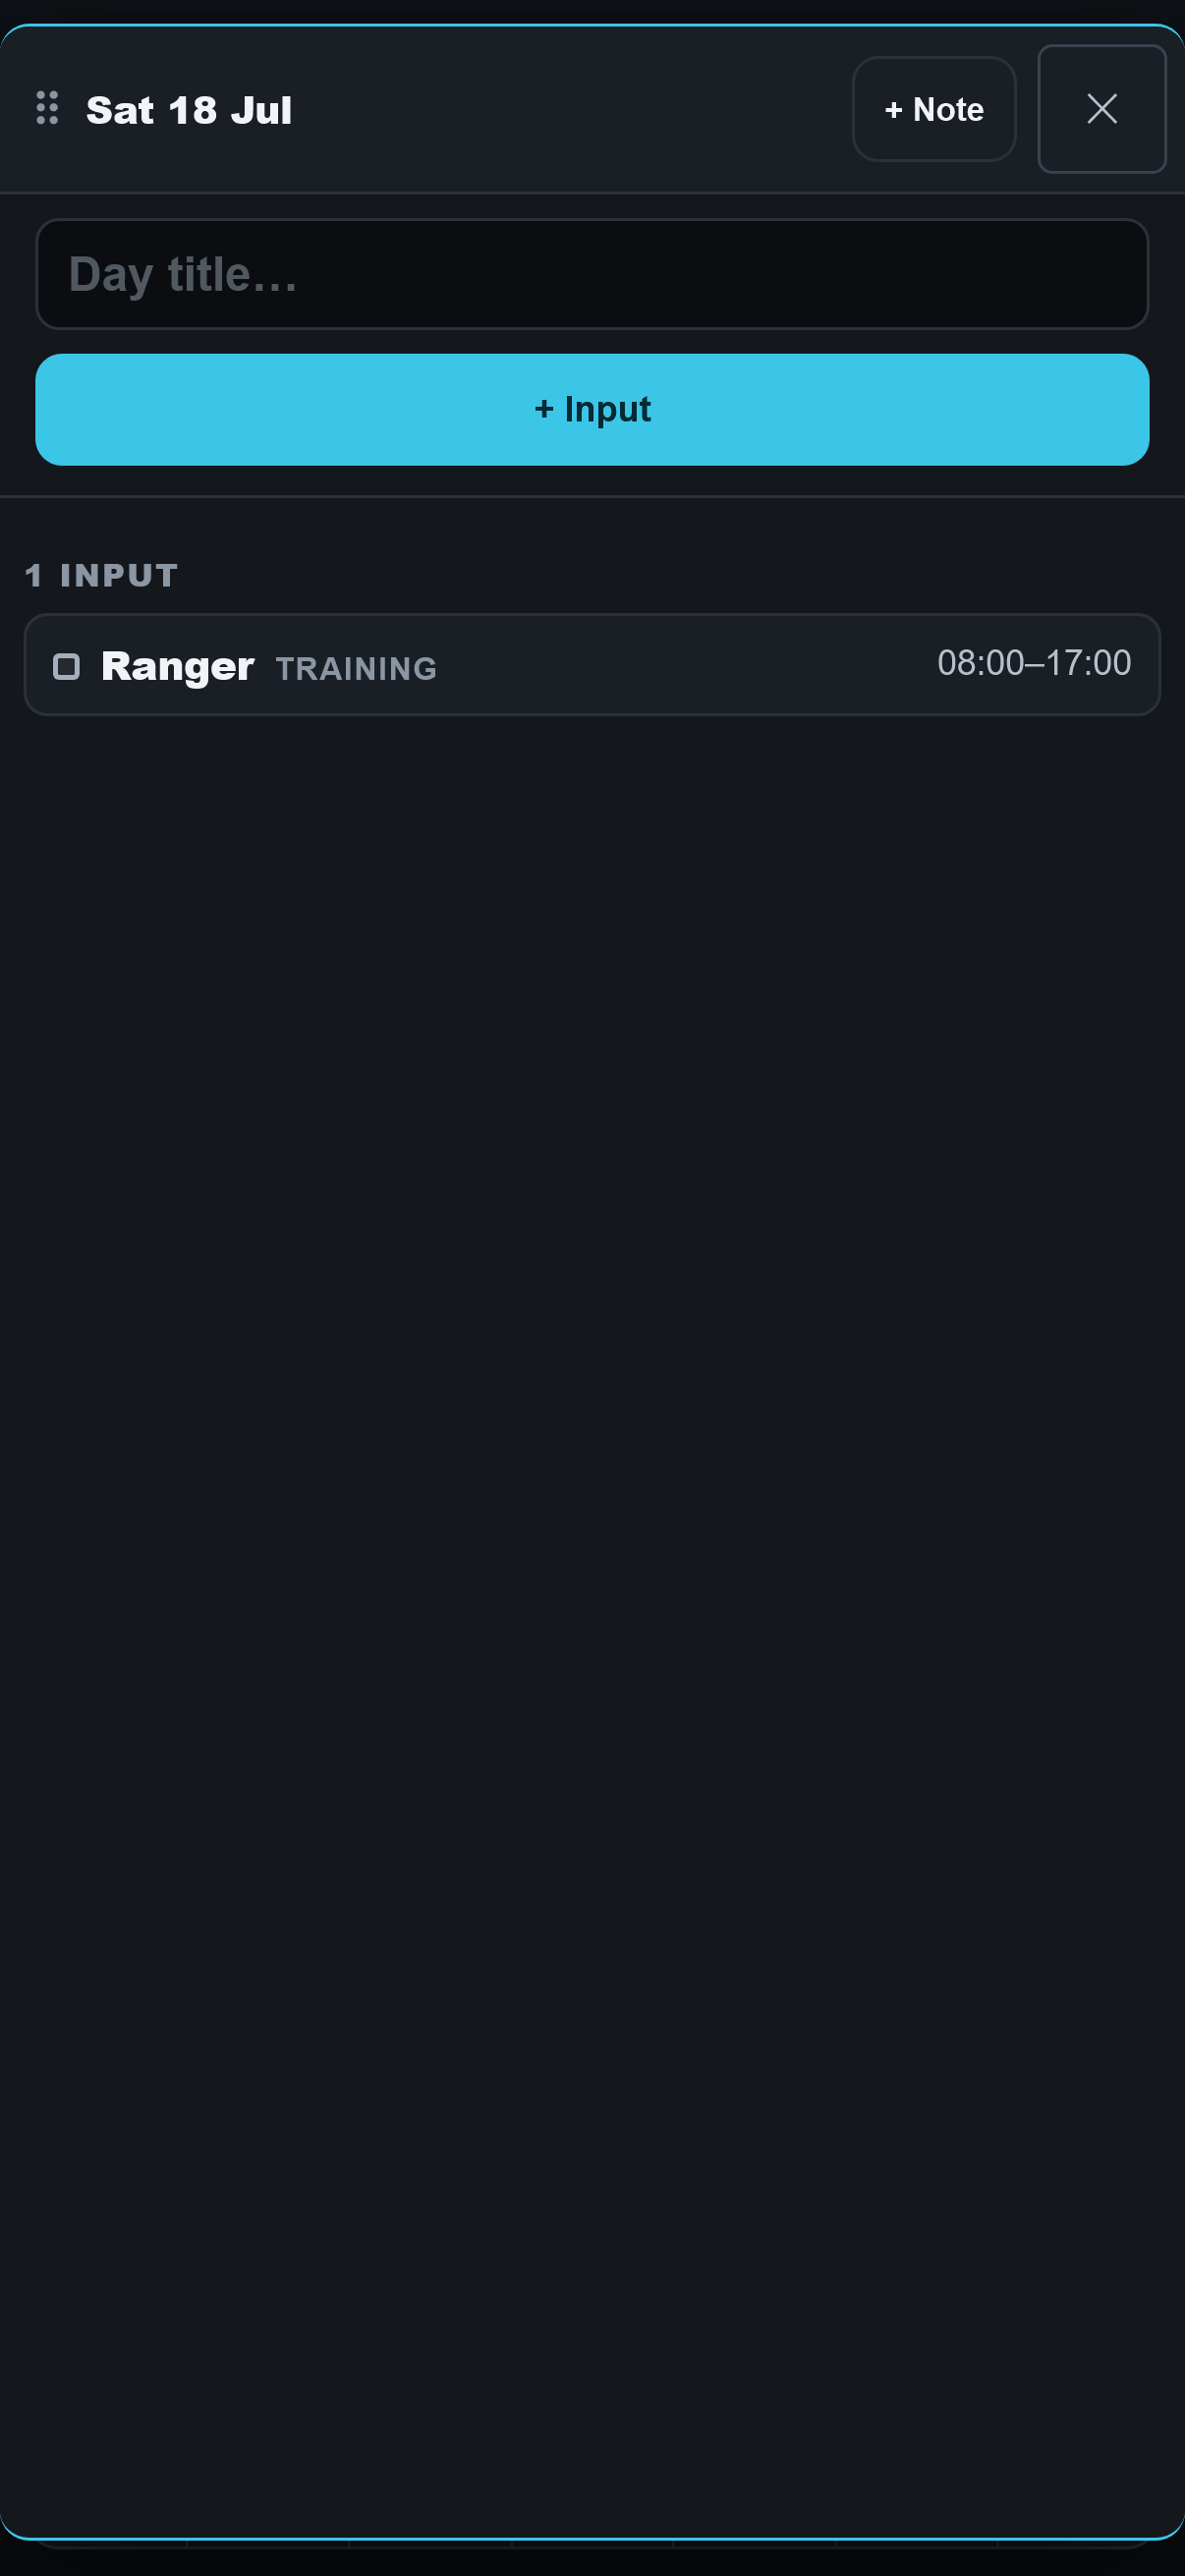 Sat 18 Jul
+ Note
Day title…
+ Input
1 INPUT
Ranger TRAINING 08:00–17:00